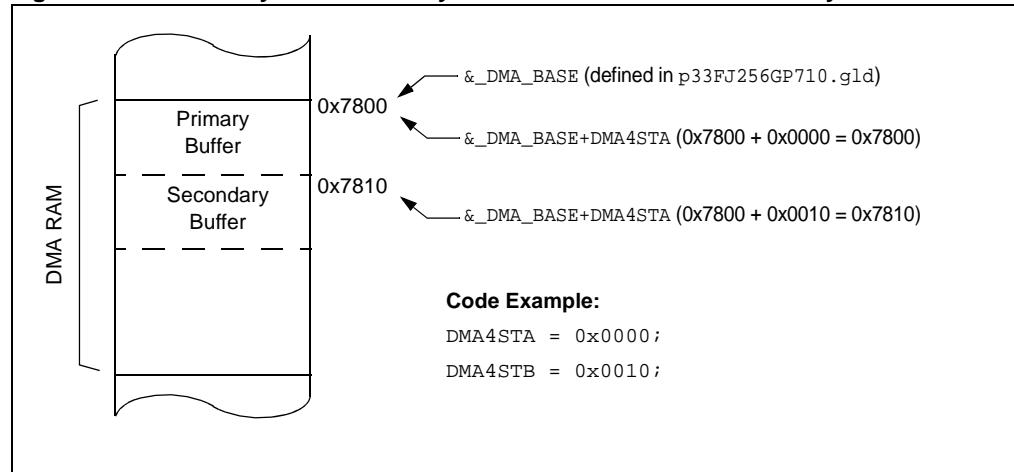 &_DMA_BASE (defined in p33FJ256GP710.gld)
0x7800
Primary
Buffer
&_DMA_BASE+DMA4STA (0x7800 + 0x0000 = 0x7800)
0x7810
Secondary
Buffer
&_DMA_BASE+DMA4STA (0x7800 + 0x0010 = 0x7810)
DMA RAM
Code Example:
DMA4STA = 0x0000;
DMA4STB = 0x0010;